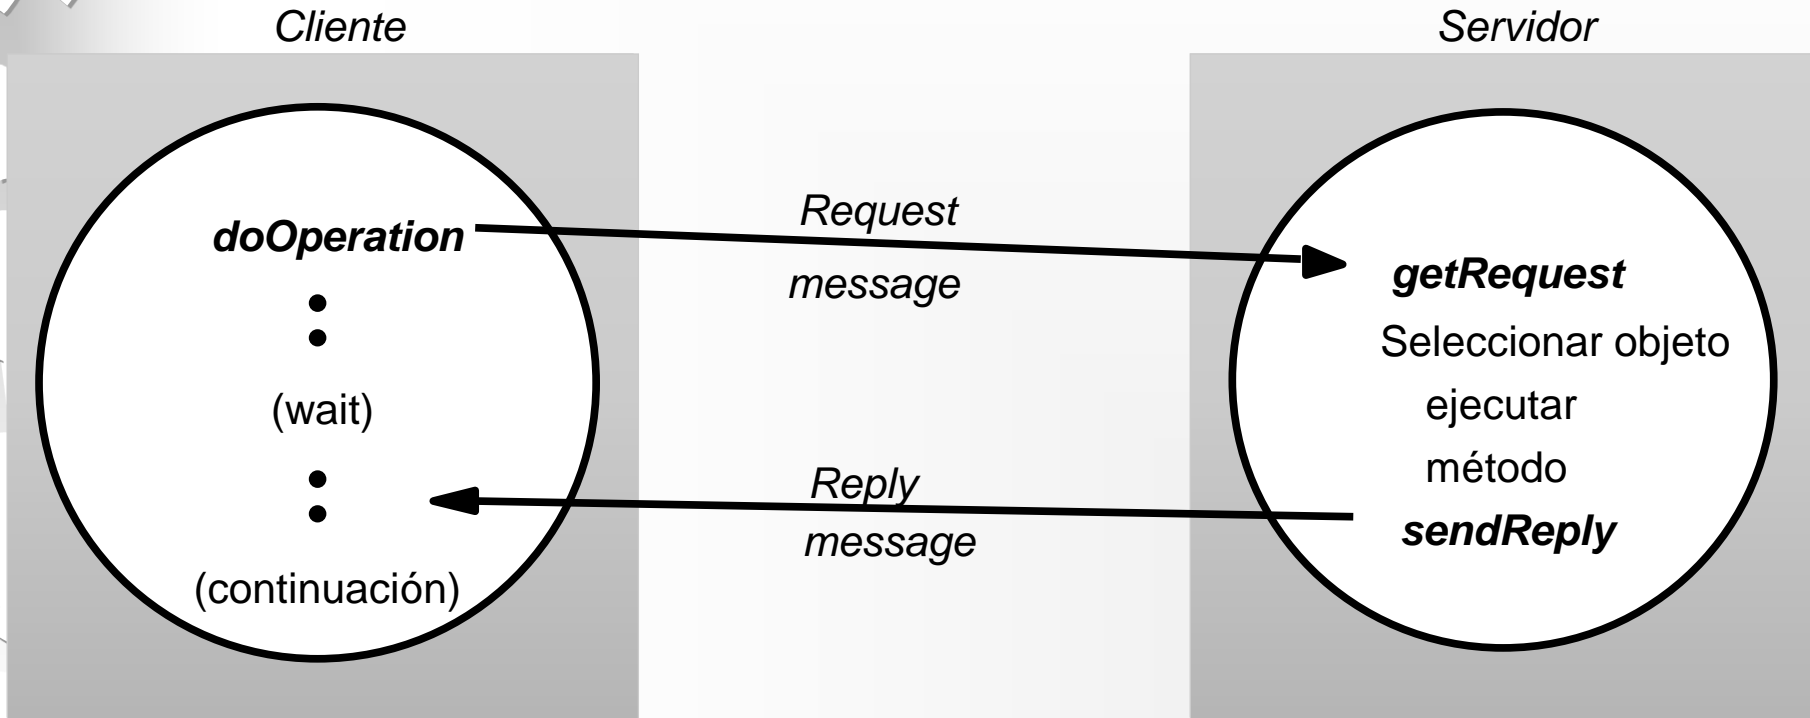 Cliente
Servidor
doOperation
(wait)
(continuación)
Request
message
Reply
message
getRequest
Seleccionar objeto
ejecutar
método
sendReply